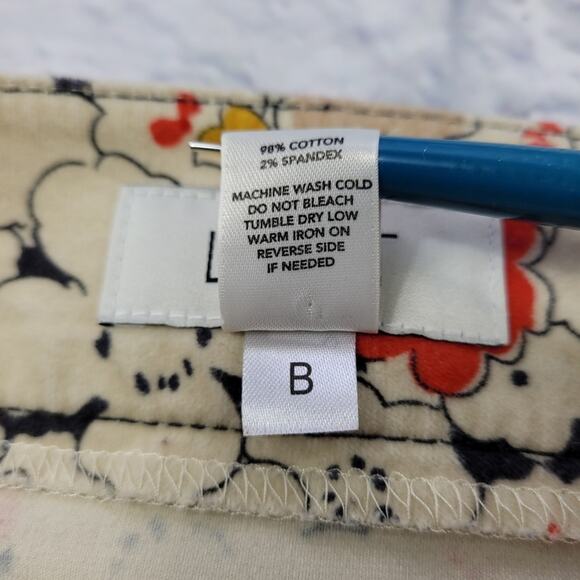 98% COTTON
2% SPANDEX
MACHINE WASH COLD
DO NOT BLEACH
TUMBLE DRY LOW
WARM IRON ON
REVERSE SIDE
IF NEEDED
B